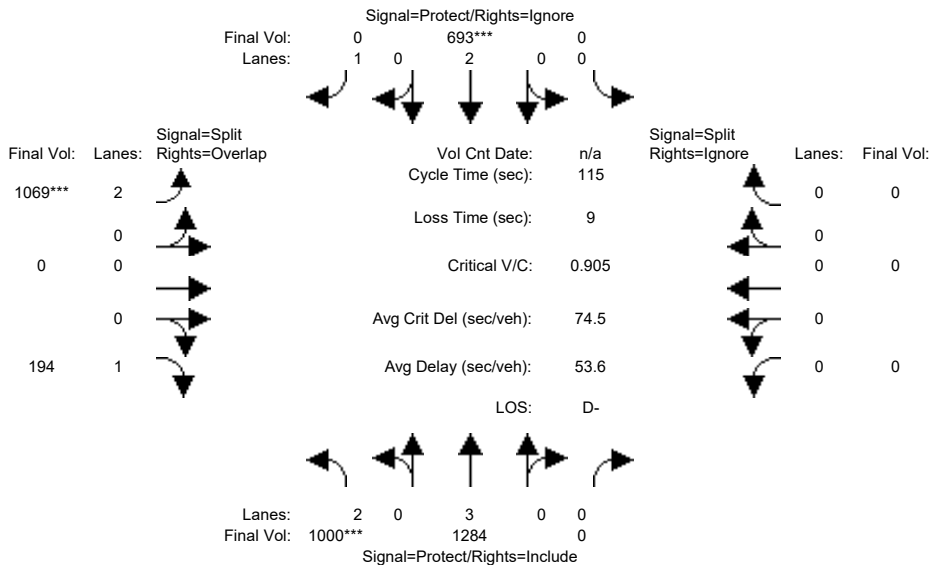 Signal=Protect/Rights=Ignore
Final Vol: 0 693*** 0
Lanes: 1 0 2 0 0
Signal=Split
Final Vol: Lanes: Rights=Overlap
Vol Cnt Date: n/a
Signal=Split
Rights=Ignore Lanes: Final Vol:
Cycle Time (sec): 115
1069*** 2
0 0
Loss Time (sec): 9
0
0
0 0
Critical V/C: 0.905
0 0
0
Avg Crit Del (sec/veh): 74.5
0
194 1
Avg Delay (sec/veh): 53.6
0 0
LOS: D-
Lanes: 2 0 3 0 0
Final Vol: 1000*** 1284 0
Signal=Protect/Rights=Include